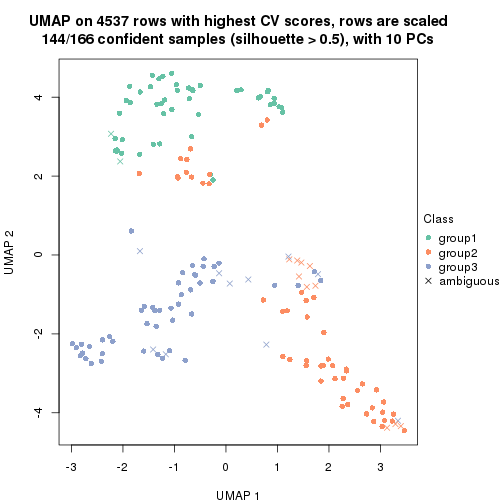 UMAP on 4537 rows with highest CV scores, rows are scaled
144/166 confident samples (silhouette > 0.5), with 10 PCs
4
2
0
-2
-4
UMAP 2
-3 -2 -1 0 1 2 3
UMAP 1
Class
group1
group2
group3
ambiguous